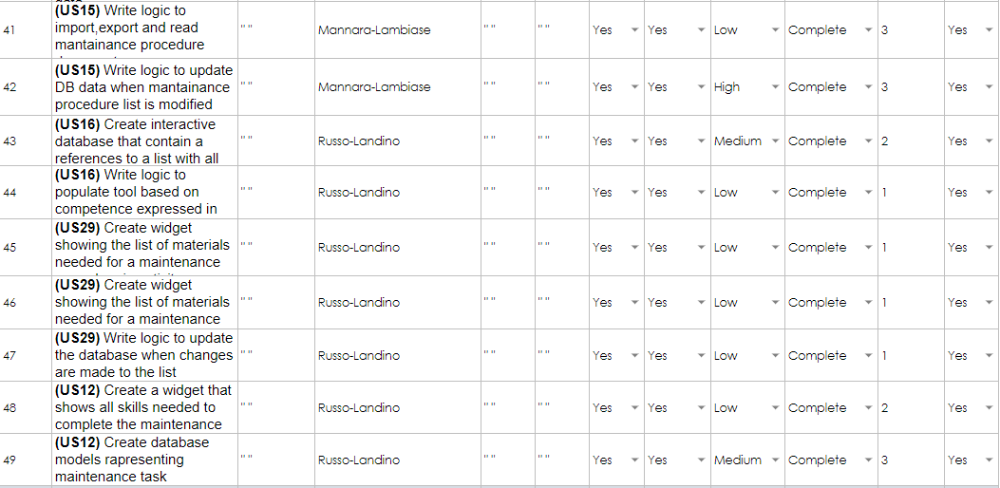 (US15) Write logic to
41 import,export and read "" Mannara-Lambiase "" "" Yes Yes Low Complete 3 Yes
mantainance procedure
(US15) Write logic to update
42 DB data when mantainance "" Mannara-Lambiase "" "" Yes Yes High Complete 3 Yes
procedure list is modified
(US16) Create interactive
43 database that contain a "" Russo-Landino "" "" Yes Yes Medium Complete 2 Yes
references to a list with all
(US16) Write logic to
44 populate tool based on "" Russo-Landino "" "" Yes Yes Low Complete 1 Yes
competence expressed in
(US29) Create widget
45 showing the list of materials "" Russo-Landino "" "" Yes Yes Low Complete 1 Yes
needed for a maintenance
(US29) Create widget
46 showing the list of materials "" Russo-Landino "" "" Yes Yes Low Complete 1 Yes
needed for a maintenance
(US29) Write logic to update
47 the database when changes "" Russo-Landino "" "" Yes Yes Low Complete 1 Yes
are made to the list
(US12) Create a widget that
48 shows all skills needed to "" Russo-Landino "" "" Yes Yes Low Complete 2 Yes
complete the maintenance
(US12) Create database
49 models rapresenting "" Russo-Landino "" "" Yes Yes Medium Complete 3 Yes
maintenance task